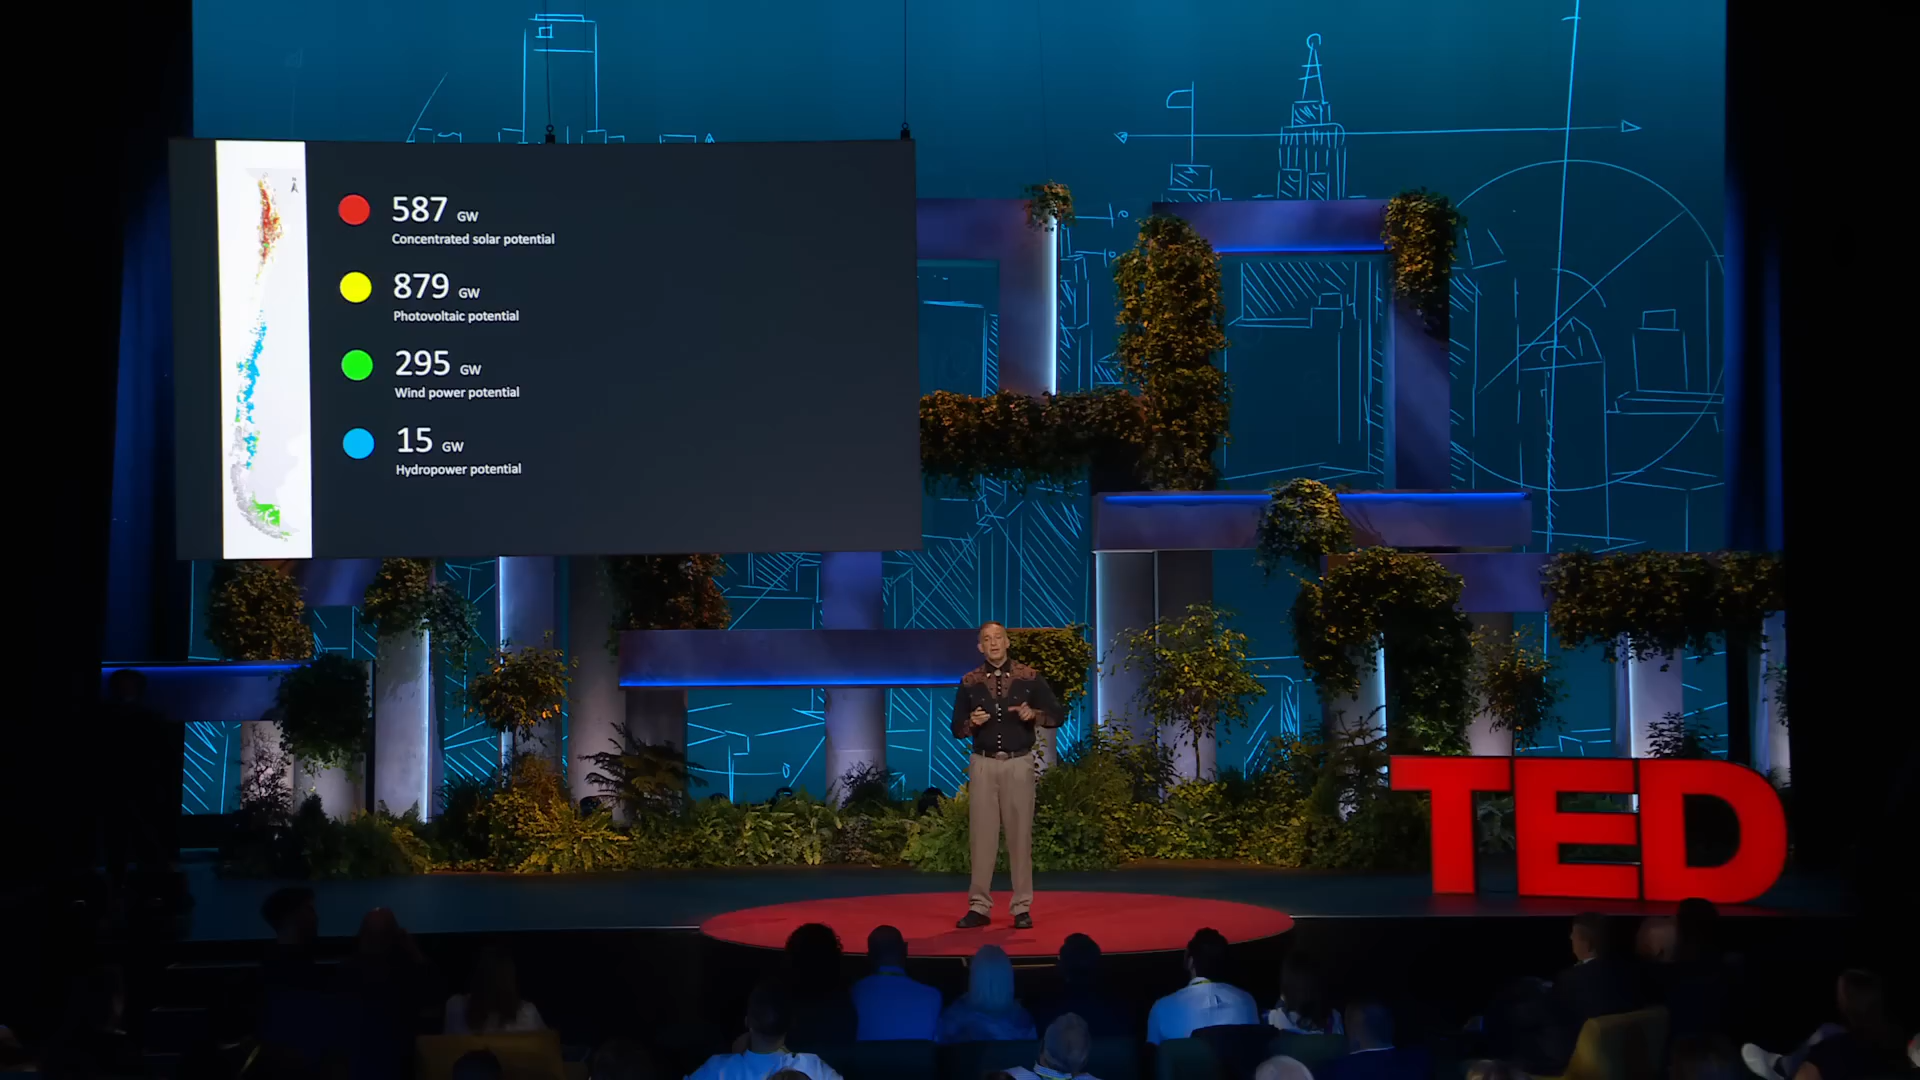 587 GW
Concentrated solar potential
879 GW
Photovoltaic potential
295 GW
Wind power potential
15 GW
Hydropower potential
TED